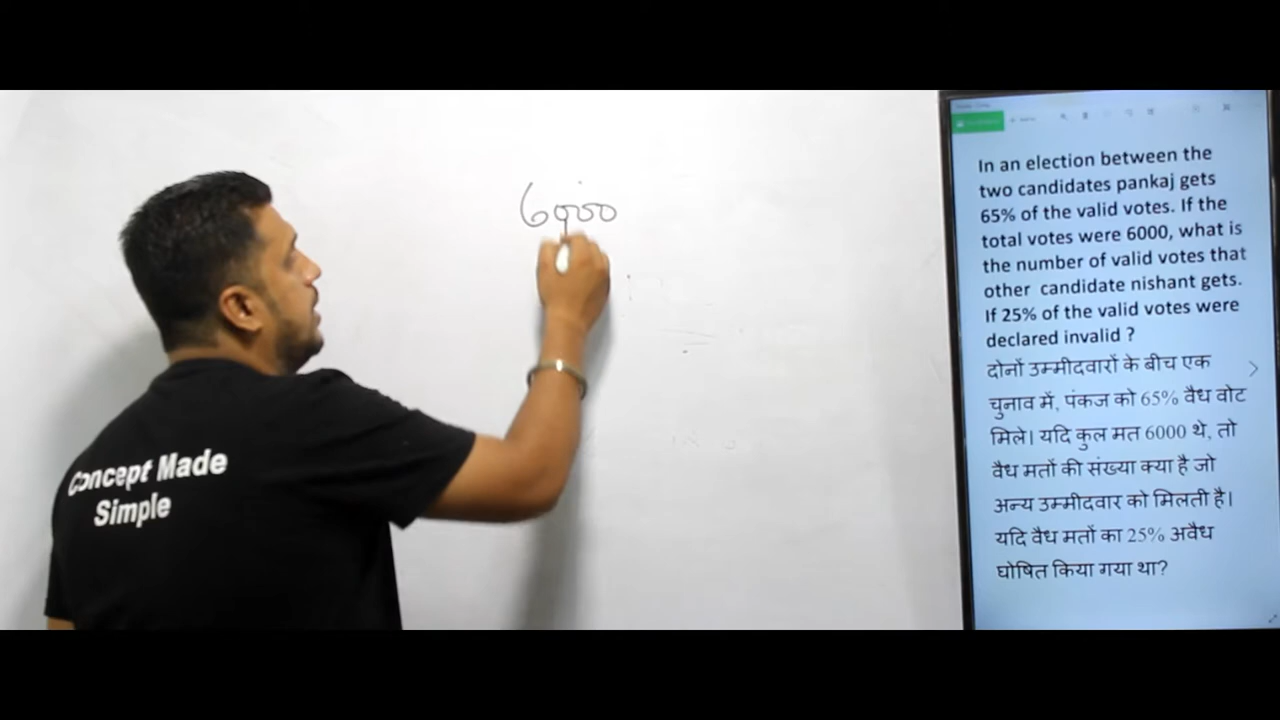 6000
Concept Made
Simple
In an election between the
two candidates pankaj gets
65% of the valid votes. If the
total votes were 6000, what is
the number of valid votes that
other candidate nishant gets.
If 25% of the valid votes were
declared invalid ?
दोनों उम्मीदवारों के बीच एक
चुनाव में, पंकज को 65% वैध वोट
मिले। यदि कुल मत 6000 थे, तो
वैध मतों की संख्या क्या है जो
अन्य उम्मीदवार को मिलती है।
यदि वैध मतों का 25% अवैध
घोषित किया गया था?